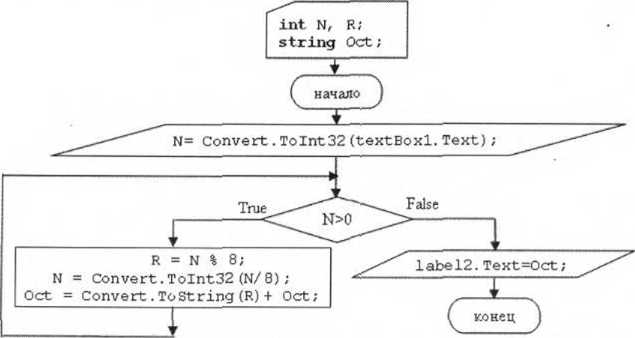 int N, R;
string Oct;
начало
N= Convert.ToInt32(textBox1.Text);
True
N>0
False
R = N % 8;
N = Convert.ToInt32(N/8);
Oct = Convert.ToString(R)+ Oct;
label2.Text=Oct;
конец